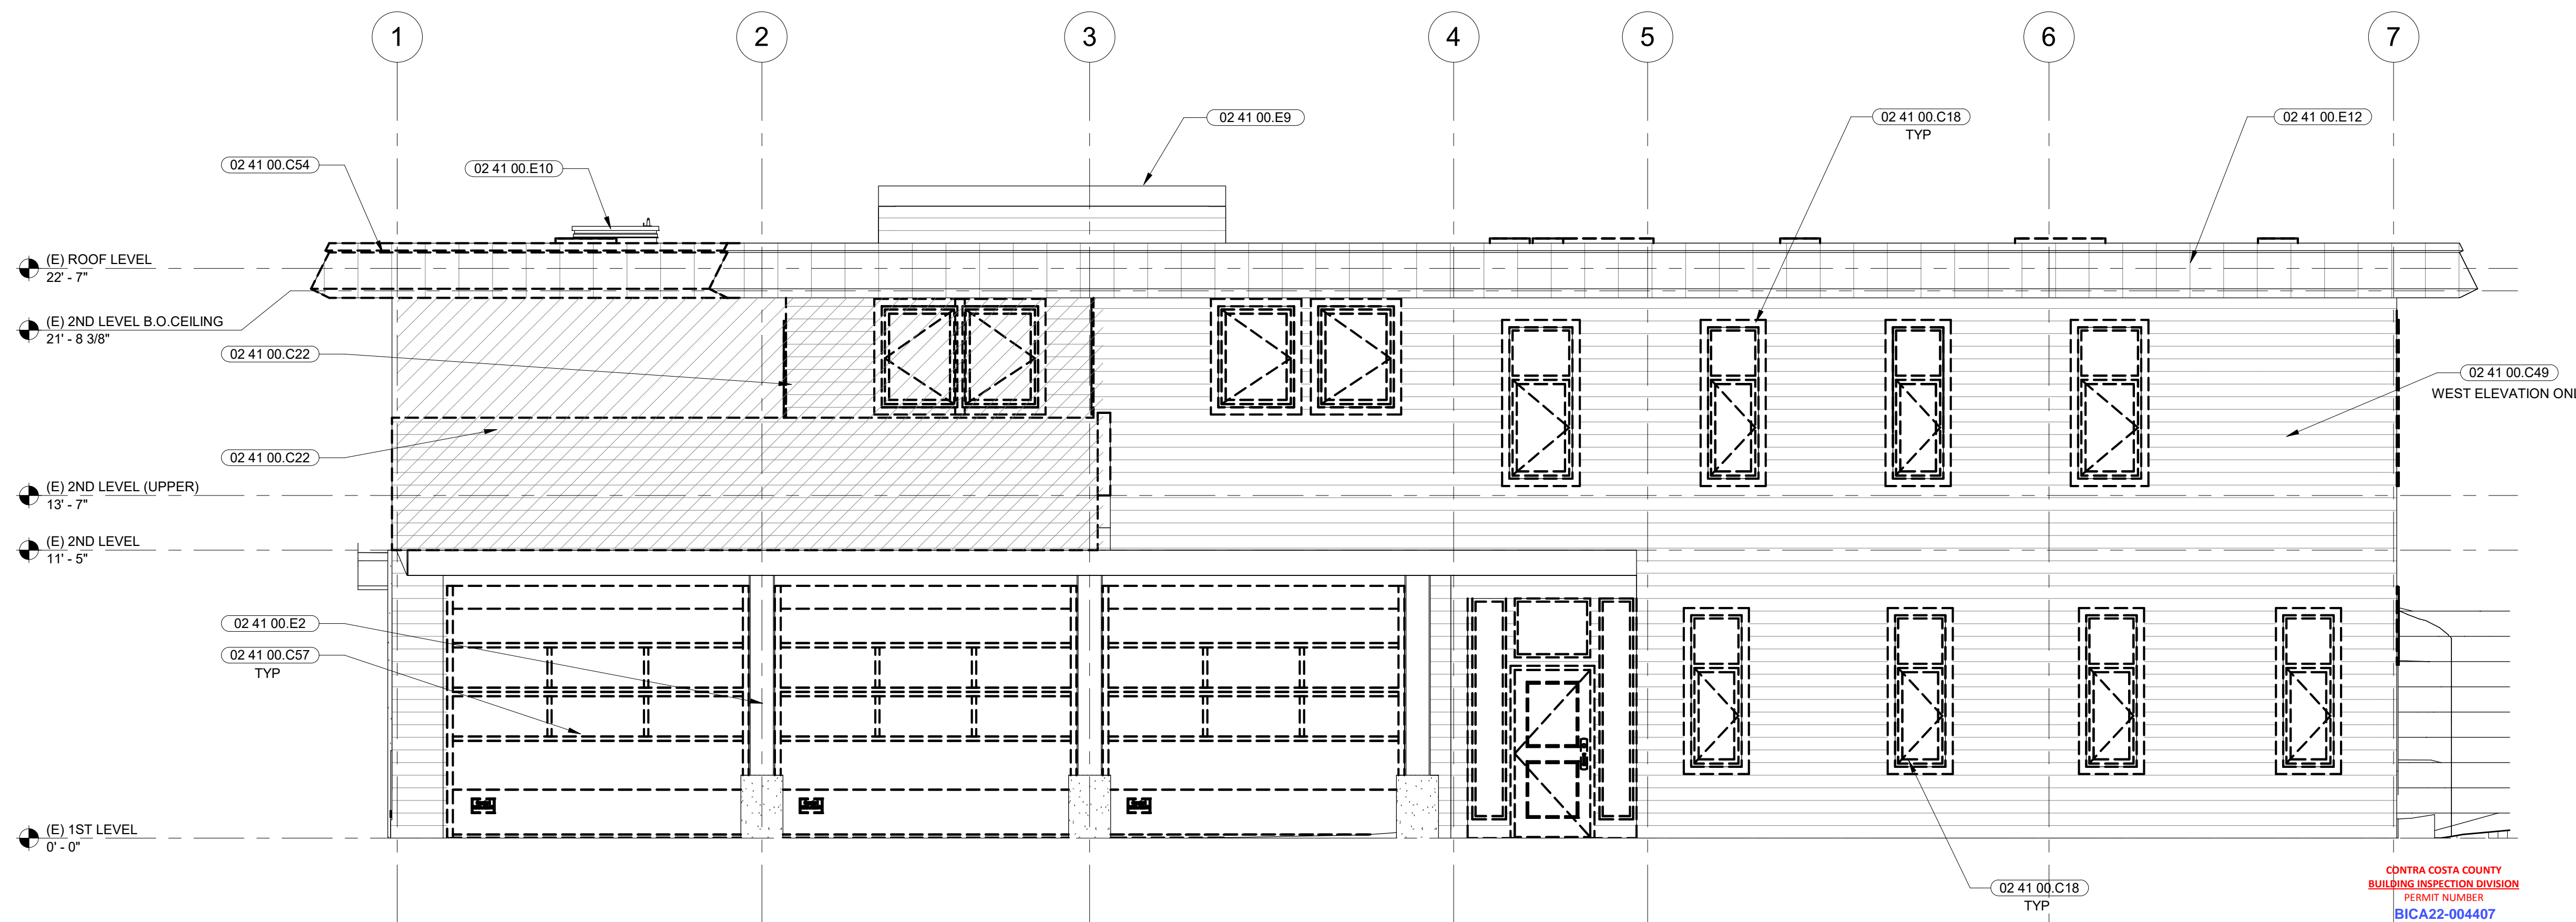 1
2
3
4
5
6
7
02 41 00.E9
02 41 00.C18
TYP
02 41 00.E12
02 41 00.C54
02 41 00.E10
(E) ROOF LEVEL
22' - 7"
(E) 2ND LEVEL B.O.CEILING
21' - 8 3/8"
02 41 00.C22
02 41 00.C49
WEST ELEVATION ONL
02 41 00.C22
(E) 2ND LEVEL (UPPER)
13' - 7"
(E) 2ND LEVEL
11' - 5"
02 41 00.E2
02 41 00.C57
TYP
(E) 1ST LEVEL
0' - 0"
02 41 00.C18
TYP
CONTRA COSTA COUNTY
BUILDING INSPECTION DIVISION
PERMIT NUMBER
BICA22-004407